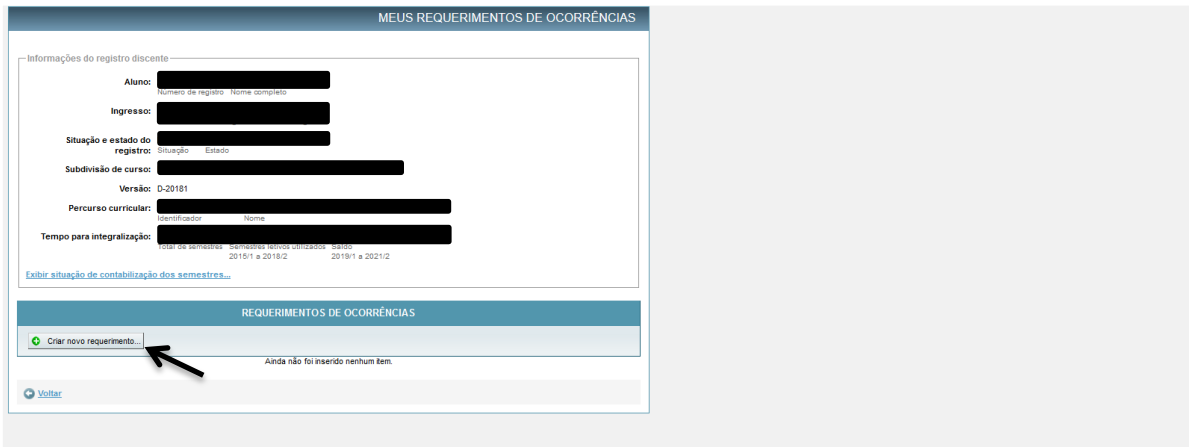 MEUS REQUERIMENTOS DE OCORRÊNCIAS
Informações do registro discente
Aluno:
Número de registro Nome completo
Ingresso:
Situação e estado do
registro:
Situação Estado
Subdivisão de curso:
Versão: D-20181
Percurso curricular:
Identificador Nome
Tempo para integralização:
Total de semestres Semestres letivos utilizados Saldo
2015/1 a 2018/2 2019/1 a 2021/2
Exibir situação de contabilização dos semestres...
REQUERIMENTOS DE OCORRÊNCIAS
Criar novo requerimento...
Ainda não foi inserido nenhum item.
Voltar